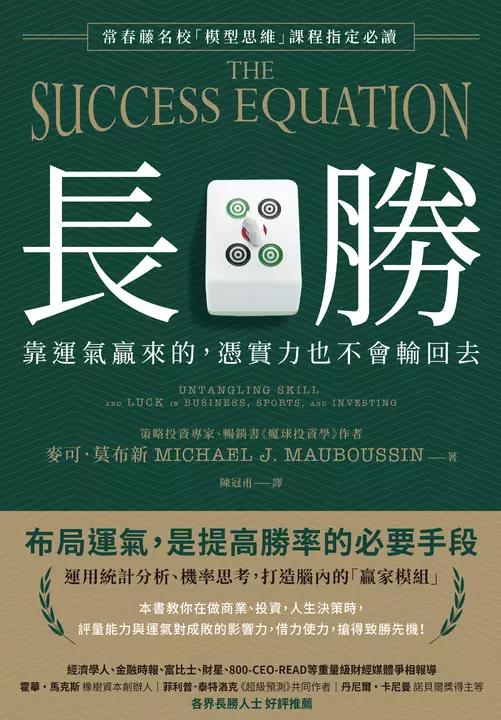 常春藤名校「模型思維」課程指定必讀
THE
SUCCESS EQUATION
長勝
靠運氣贏來的，憑實力也不會輸回去
UNTANGLING SKILL
AND LUCK IN BUSINESS, SPORTS, AND INVESTING
策略投資專家、暢銷書《魔球投資學》作者
麥可・莫布新 MICHAEL J. MAUBOUSSIN —著
陳冠甫—譯
布局運氣，是提高勝率的必要手段
運用統計分析、機率思考，打造腦內的「贏家模組」
本書教你在做商業、投資，人生決策時，
評量能力與運氣對成敗的影響力，借力使力，搶得致勝先機！
經濟學人、金融時報、富比士、財星、800-CEO-READ等重量級財經媒體爭相報導
霍華・馬克斯 橡樹資本創辦人｜菲利普・泰特洛克《超級預測》共同作者｜丹尼爾・卡尼曼 諾貝爾獎得主等
各界長勝人士 好評推薦